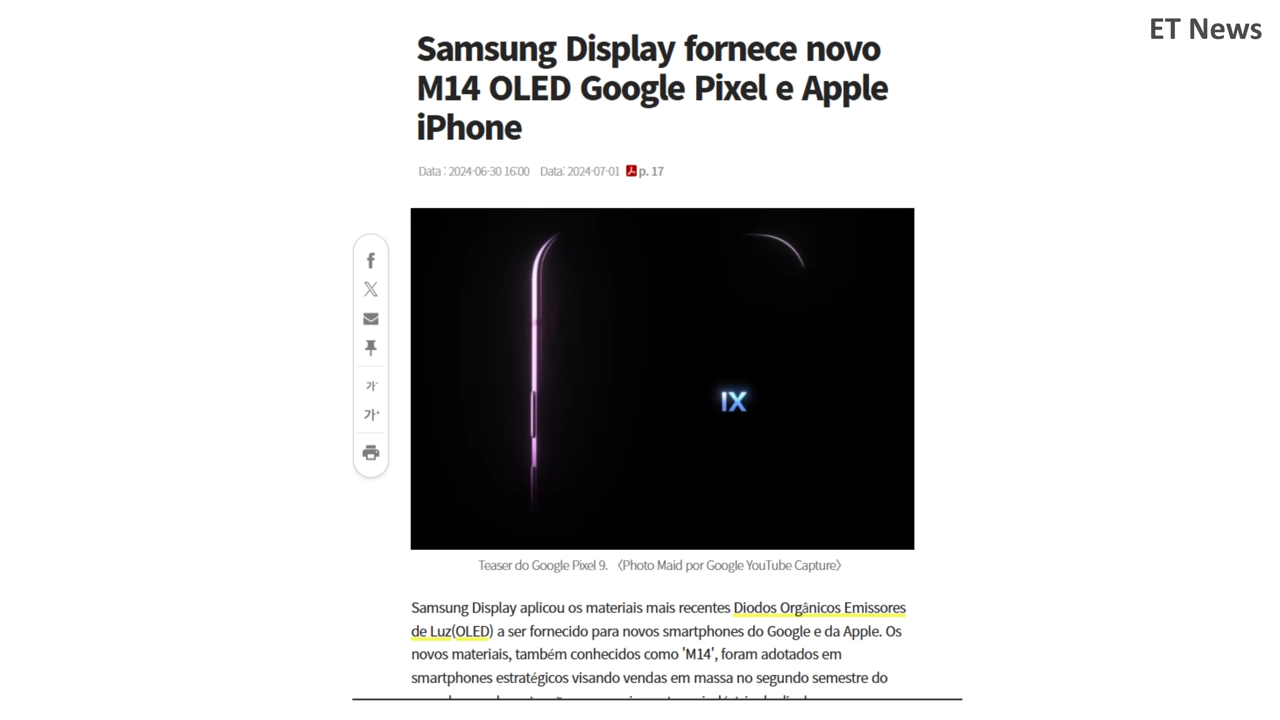 ET News
Samsung Display fornece novo
M14 OLED Google Pixel e Apple
iPhone
Data : 2024-06-30 16:00 Data: 2024-07-01 p. 17
가-
가+
IX
Teaser do Google Pixel 9. 〈Photo Maid por Google YouTube Capture〉
Samsung Display aplicou os materiais mais recentes Diodos Orgânicos Emissores
de Luz(OLED) a ser fornecido para novos smartphones do Google e da Apple. Os
novos materiais, também conhecidos como 'M14', foram adotados em
smartphones estratégicos visando vendas em massa no segundo semestre do